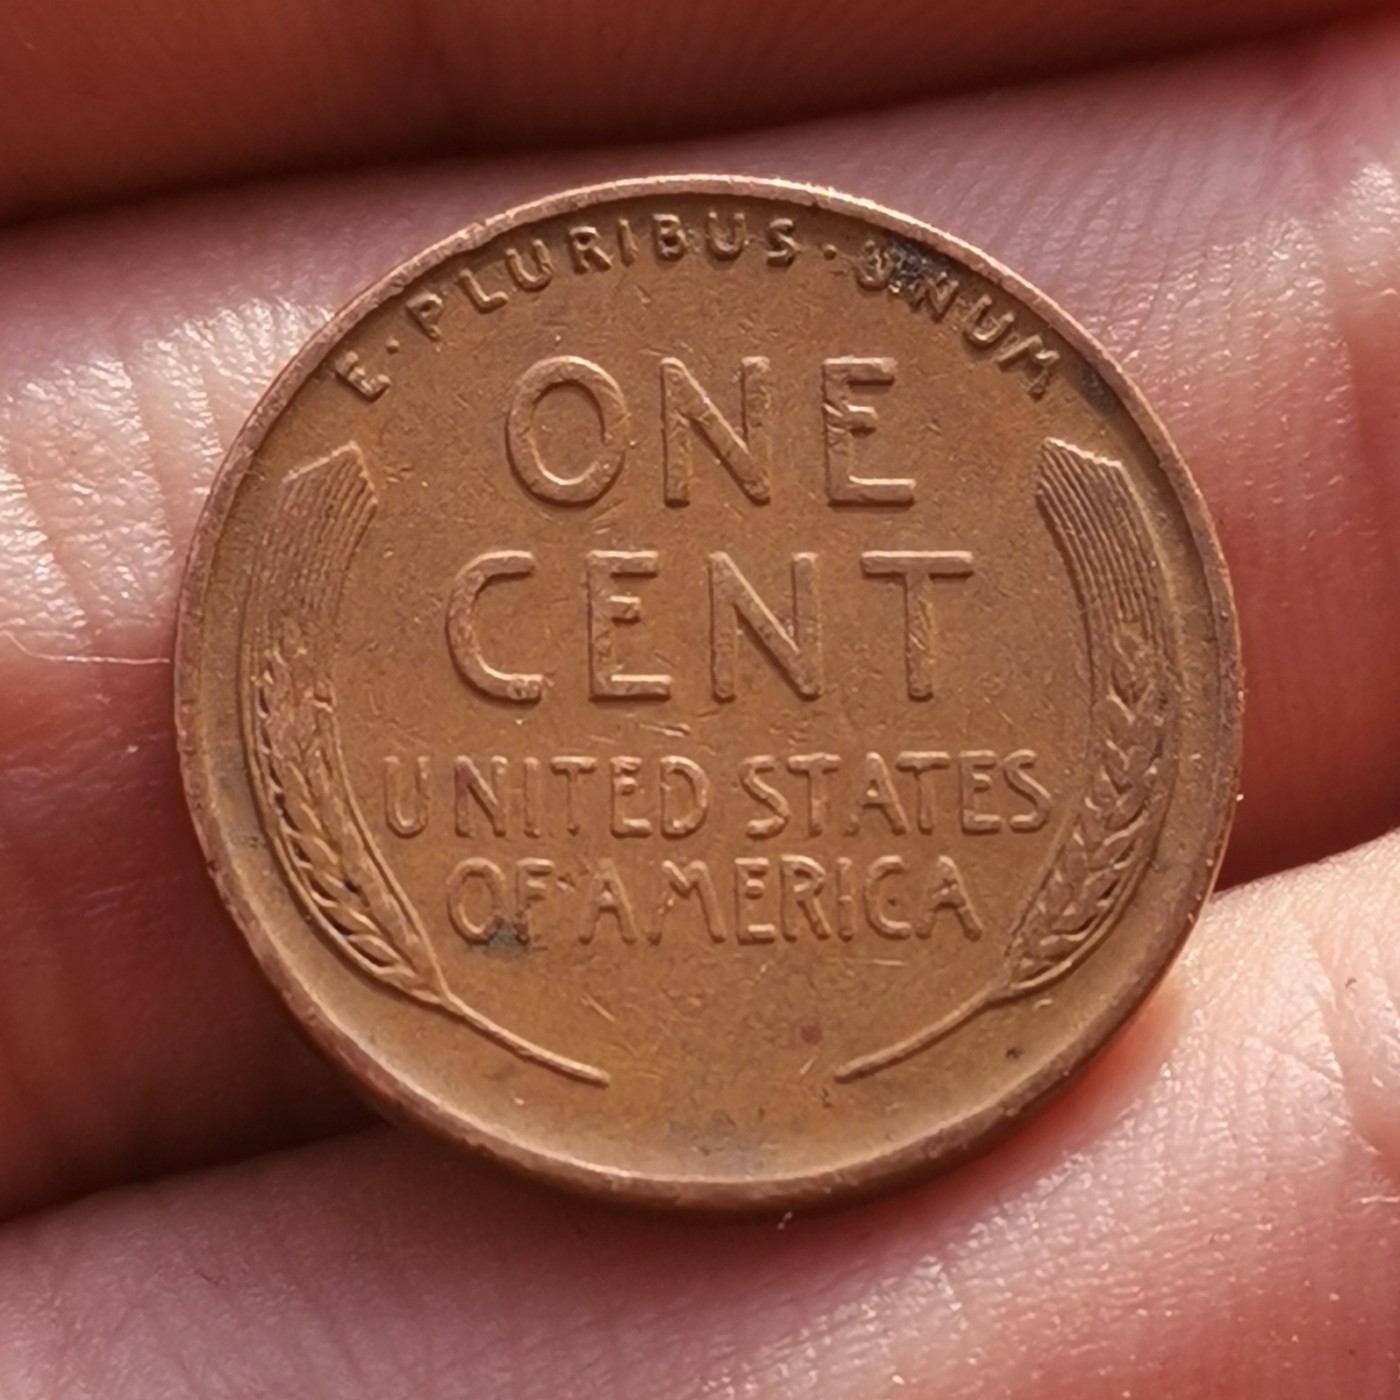 E·PLURIBUS·UNUM
ONE
CENT
UNITED STATES
OF AMERICA